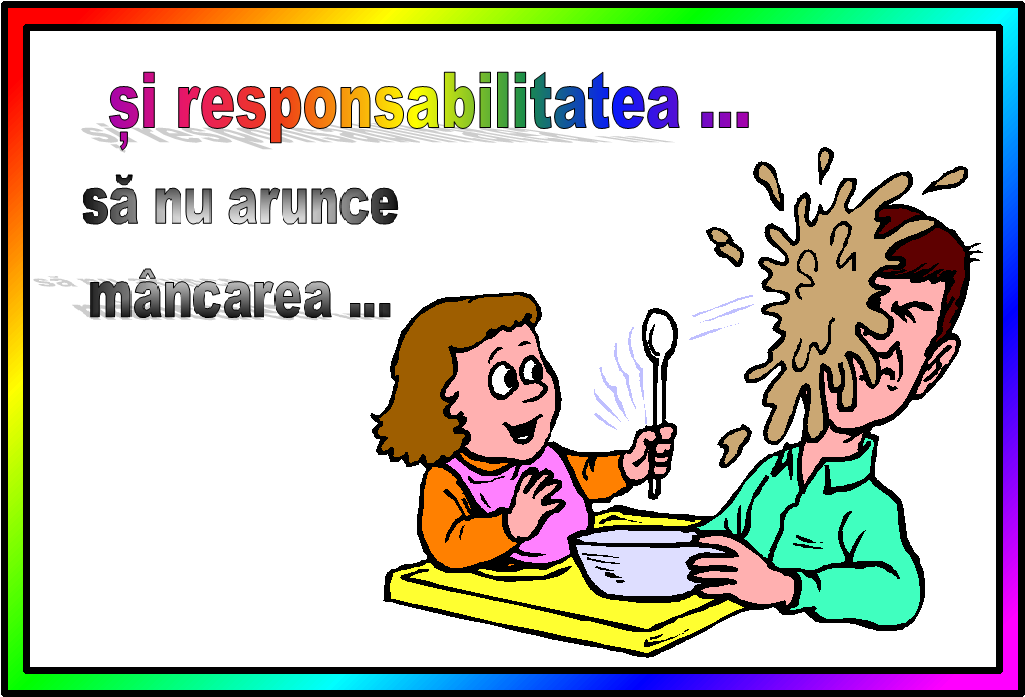 și responsabilitatea ...
să nu arunce
mâncarea ...